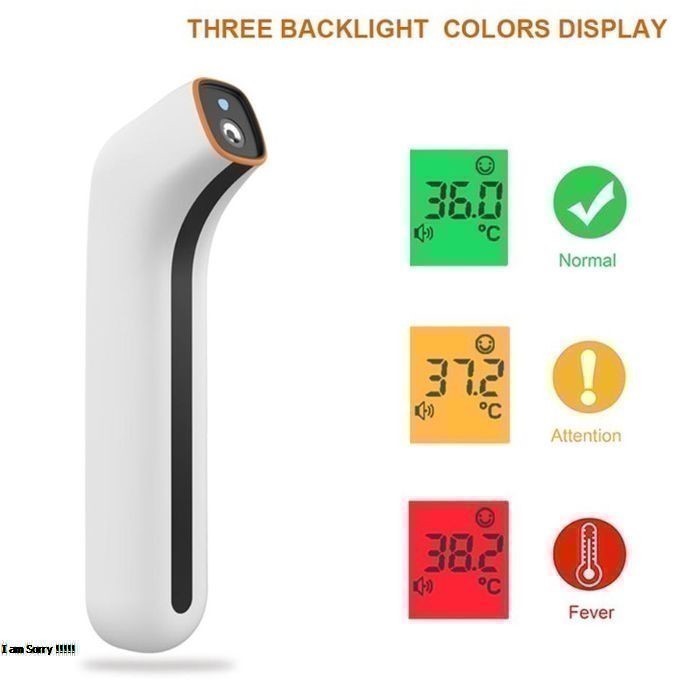 THREE BACKLIGHT COLORS DISPLAY
36.0
°C
Normal
37.2
°C
Attention
38.2
°C
Fever
I am Sorry !!!!!